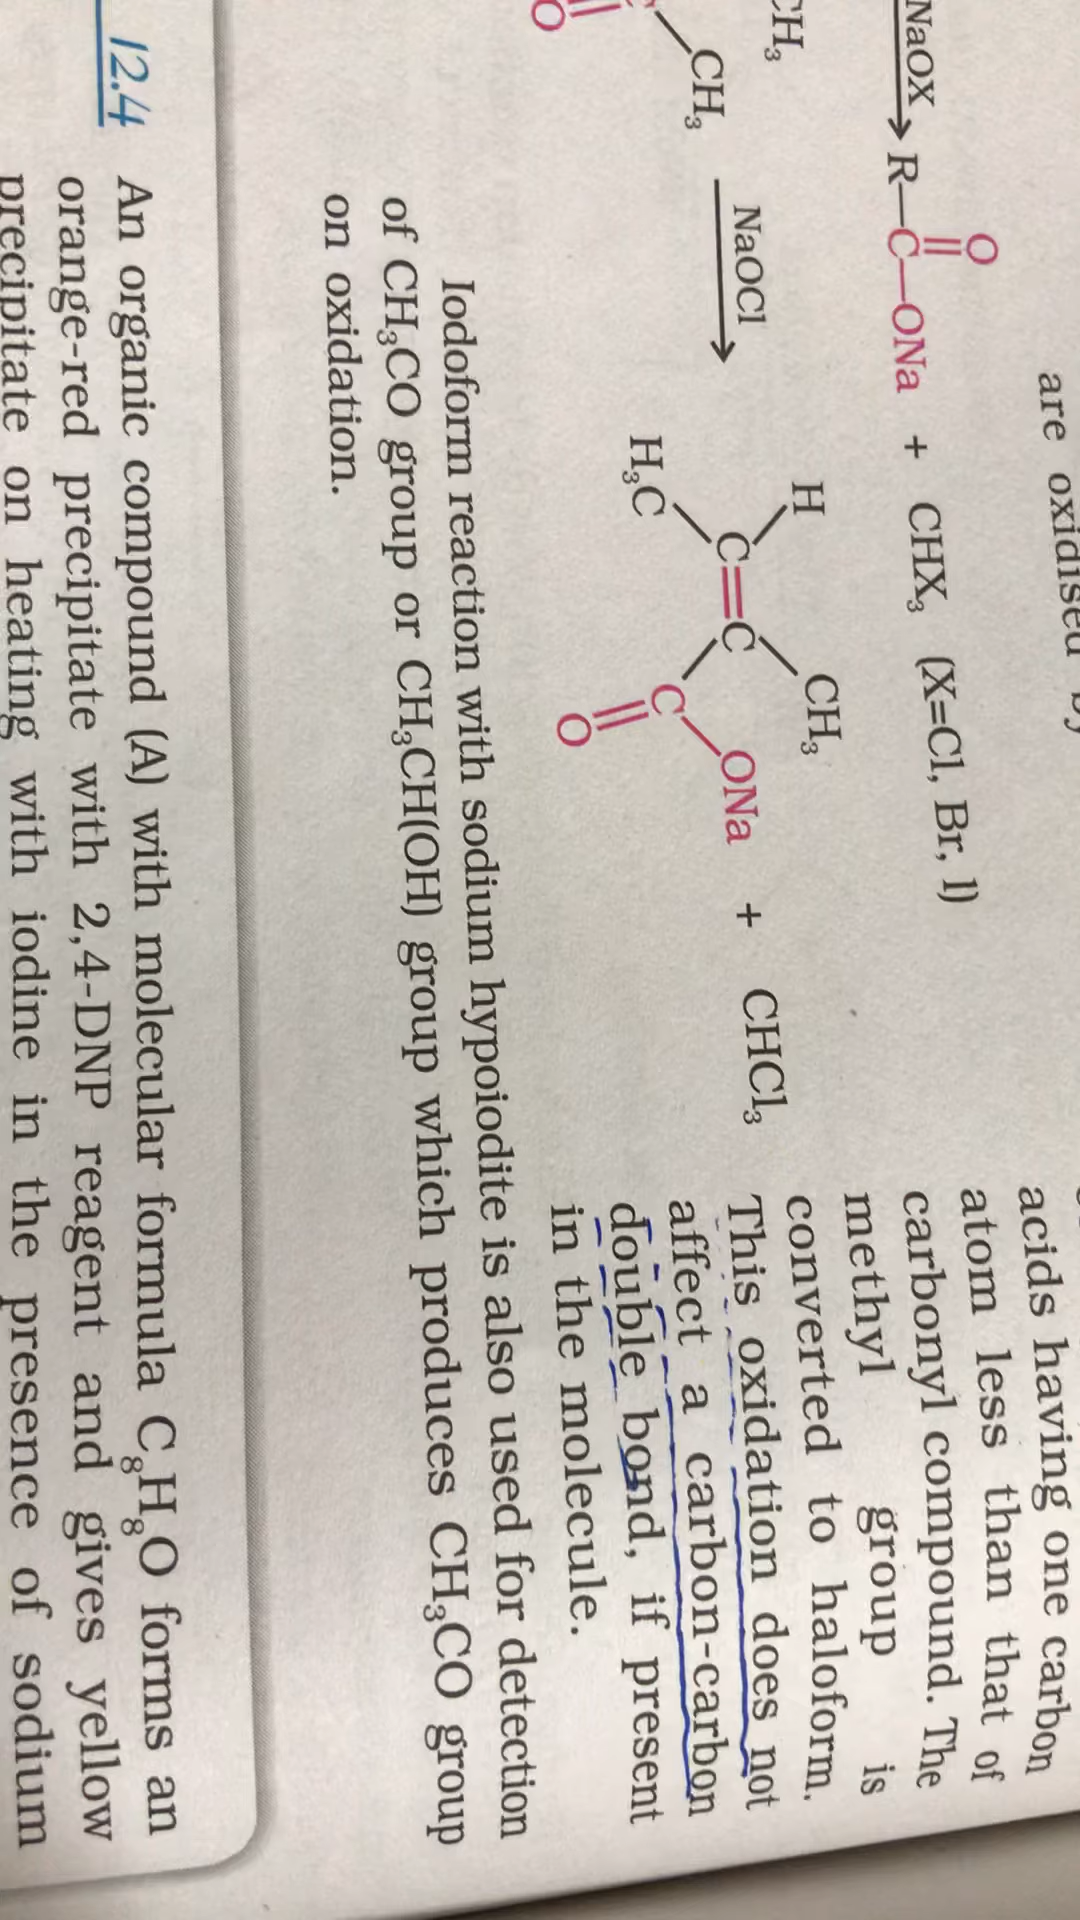 are oxidised by
acids having one carbon
atom less than that of
carbonyl compound. The
methyl group is
converted to haloform.
This oxidation does not
affect a carbon-carbon
double bond, if present
in the molecule.
NaOX
R—C—ONa + CHX₃ (X=Cl, Br, I)
O
CH₃
CH₃
O
NaOCl
H
H₃C
C=C
CH₃
C
ONa
O
+ CHCl₃
Iodoform reaction with sodium hypoiodite is also used for detection
of CH₃CO group or CH₃CH(OH) group which produces CH₃CO group
on oxidation.
12.4 An organic compound (A) with molecular formula C₈H₈O forms an
orange-red precipitate with 2,4-DNP reagent and gives yellow
precipitate on heating with iodine in the presence of sodium